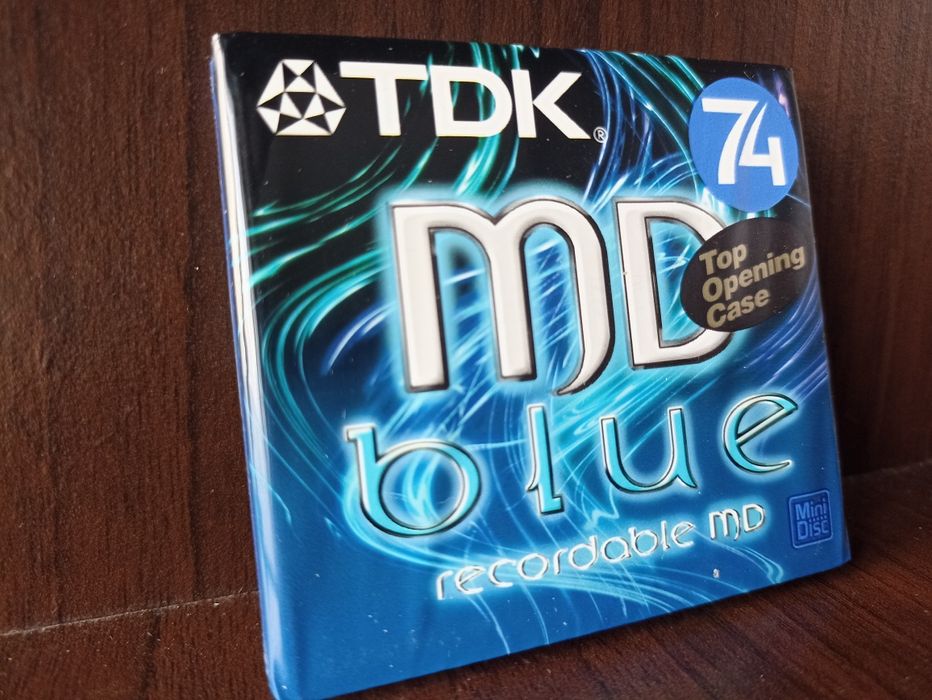 TDK®
74
MD
Top
Opening
Case
blue
recordable MD
Mini
Disc